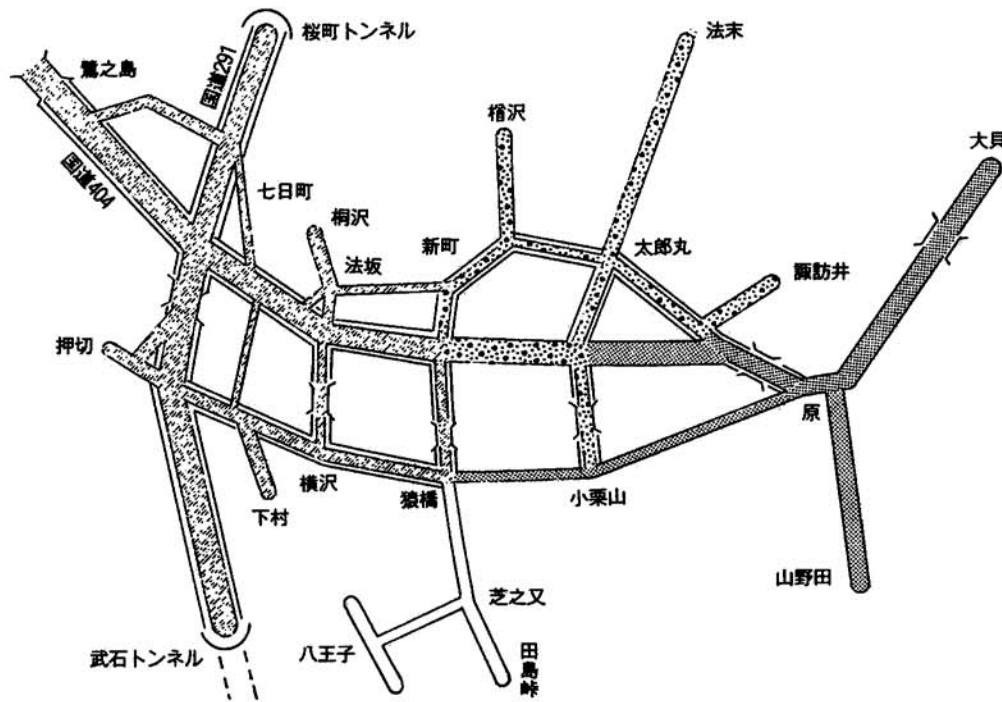 桜町トンネル
法末
鷺之島
国道291
楢沢
大貝
国道404
七日町
桐沢
新町
太郎丸
法坂
諏訪井
押切
原
横沢
猿橋
小栗山
下村
山野田
芝之又
八王子
武石トンネル
田島峠